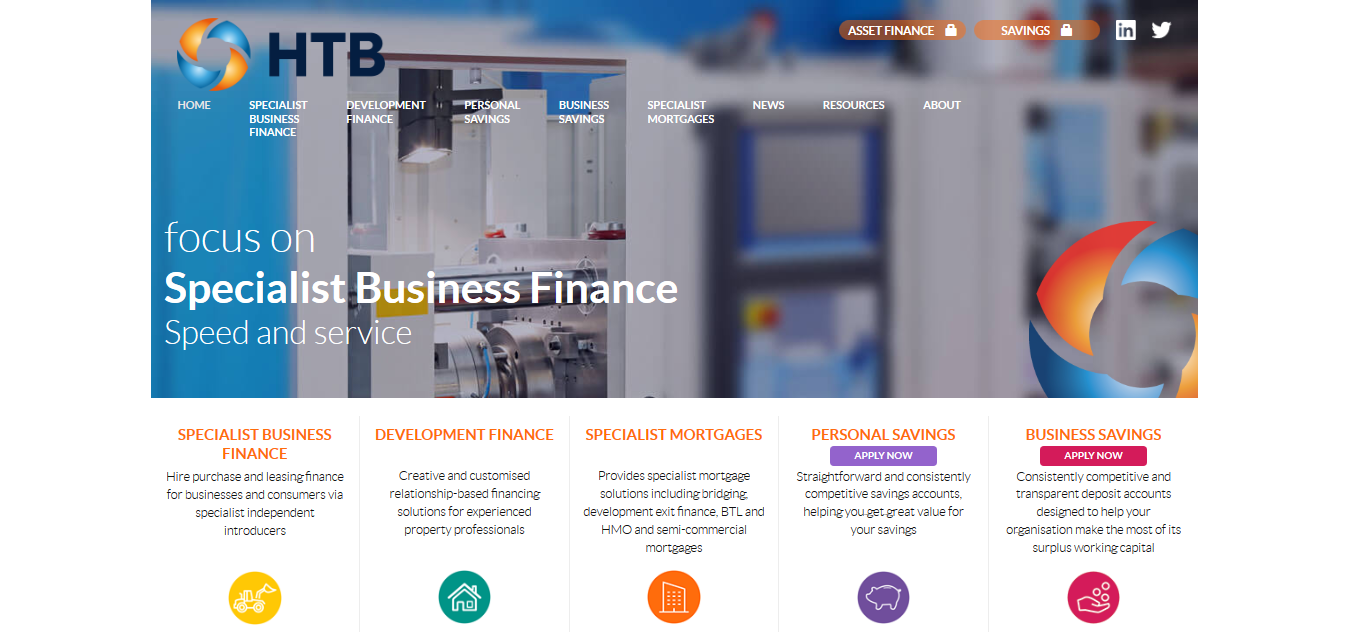 HTB
ASSET FINANCE
SAVINGS
in
HOME
SPECIALIST
BUSINESS
FINANCE
DEVELOPMENT
FINANCE
PERSONAL
SAVINGS
BUSINESS
SAVINGS
SPECIALIST
MORTGAGES
NEWS
RESOURCES
ABOUT
focus on
Specialist Business Finance
Speed and service
SPECIALIST BUSINESS
FINANCE
Hire purchase and leasing finance
for businesses and consumers via
specialist independent
introducers
DEVELOPMENT FINANCE
Creative and customised
relationship-based financing
solutions for experienced
property professionals
SPECIALIST MORTGAGES
Provides specialist mortgage
solutions including bridging,
development exit finance, BTL and
HMO and semi-commercial
mortgages
PERSONAL SAVINGS
APPLY NOW
Straightforward and consistently
competitive savings accounts,
helping you get great value for
your savings
BUSINESS SAVINGS
APPLY NOW
Consistently competitive and
transparent deposit accounts
designed to help your
organisation make the most of its
surplus working capital